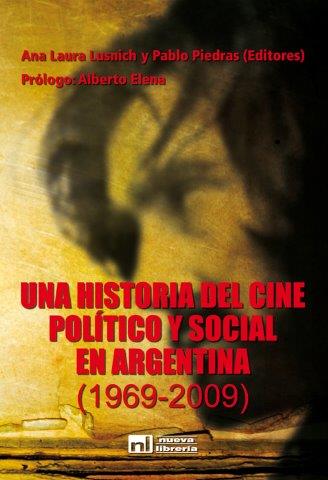 Ana Laura Lusnich y Pablo Piedras (Editores)
Prólogo: Alberto Elena
UNA HISTORIA DEL CINE
POLÍTICO Y SOCIAL
EN ARGENTINA
(1969-2009)
nl nueva
librería